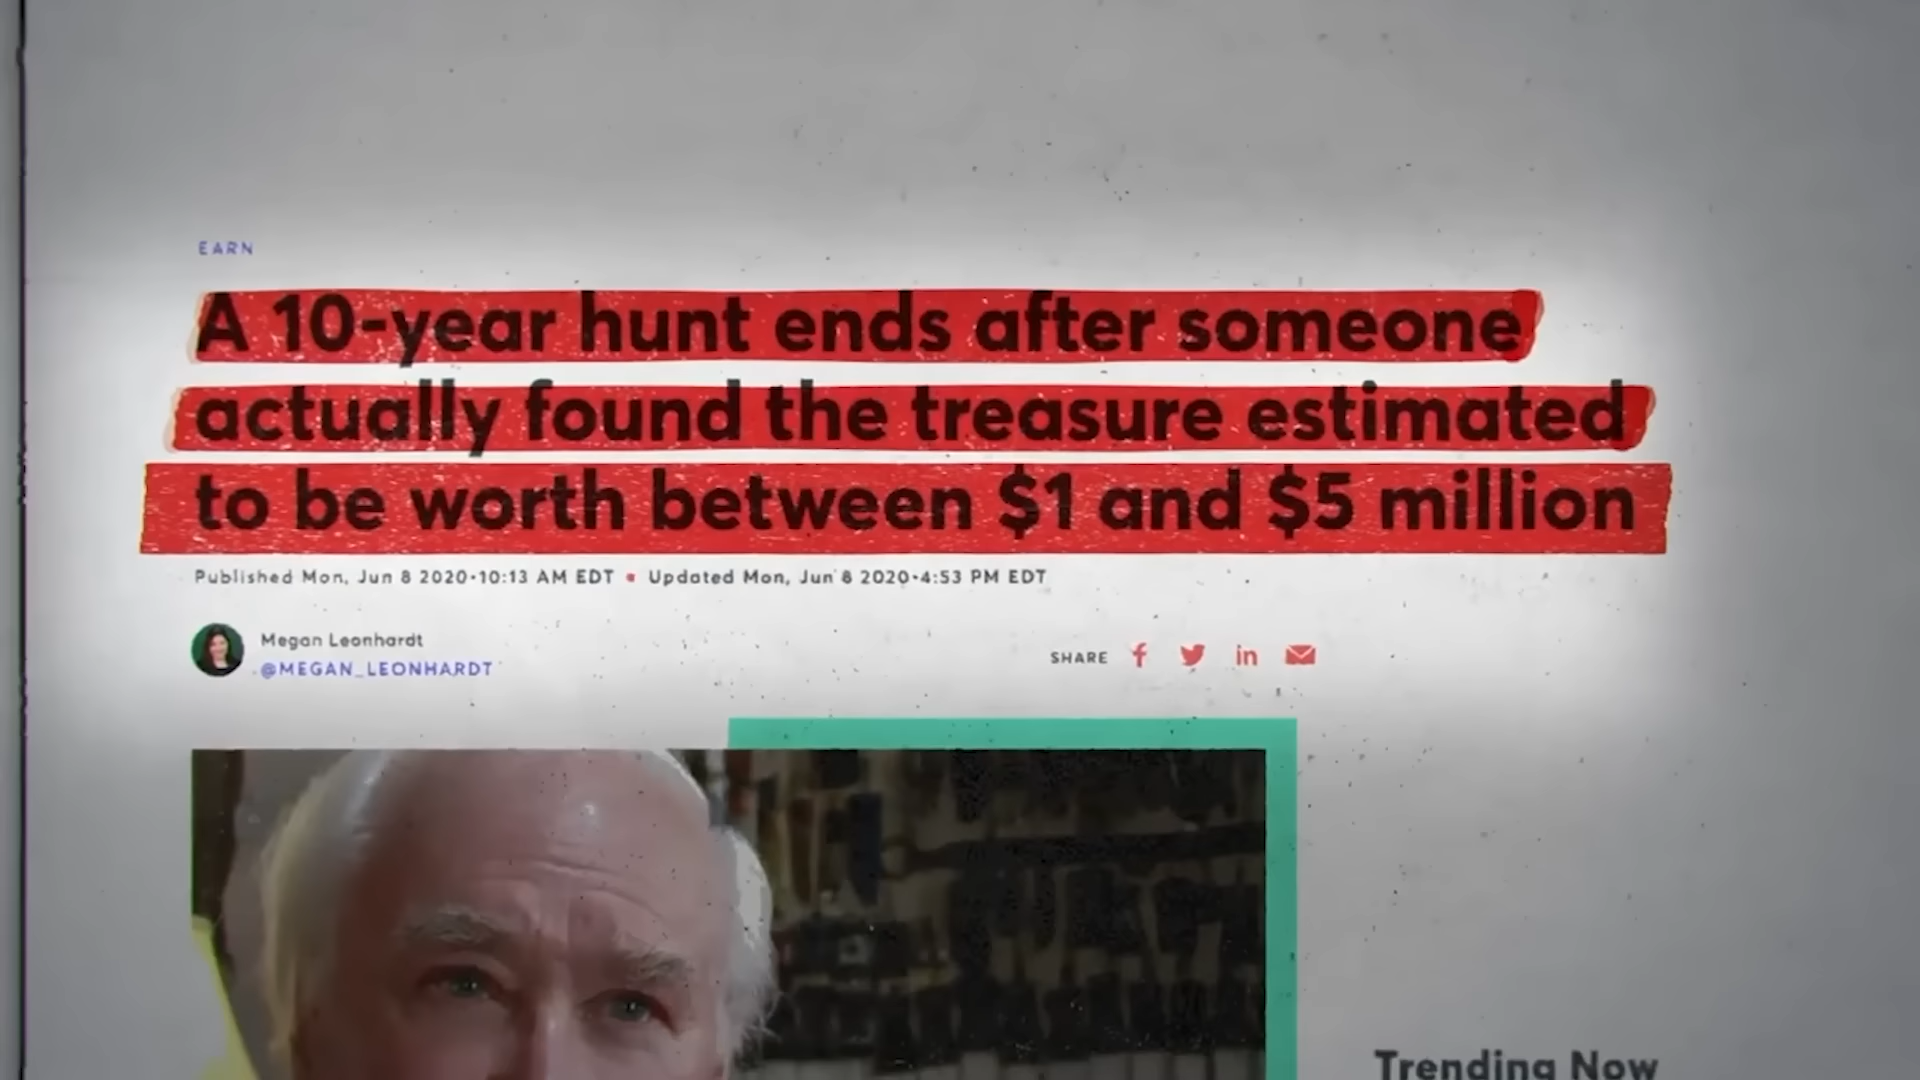 EARN
A 10-year hunt ends after someone
actually found the treasure estimated
to be worth between $1 and $5 million
Published Mon, Jun 8 2020•10:13 AM EDT • Updated Mon, Jun 8 2020•4:53 PM EDT
Megan Leonhardt
@MEGAN_LEONHARDT
SHARE
Trending Now